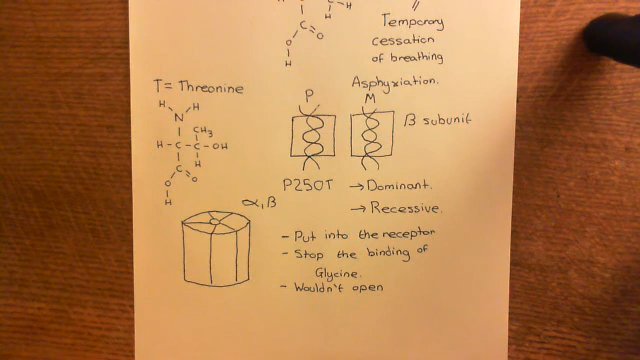 H
H
C
O
O
H
Temporary
cessation
of breathing
Asphyxiation.
T = Threonine
H H
N
CH3
H-C-C-OH
H
C
O
O
H
P M
β subunit
P250T → Dominant.
→ Recessive.
α, β
- Put into the receptor
- Stop the binding of
Glycine.
- Wouldn't open